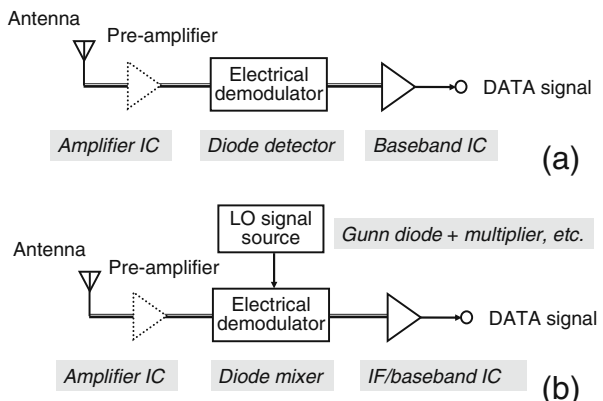 Antenna
Pre-amplifier
Electrical
demodulator
DATA signal
Amplifier IC
Diode detector
Baseband IC
(a)
LO signal
source
Gunn diode + multiplier, etc.
Antenna
Pre-amplifier
Electrical
demodulator
DATA signal
Amplifier IC
Diode mixer
IF/baseband IC
(b)